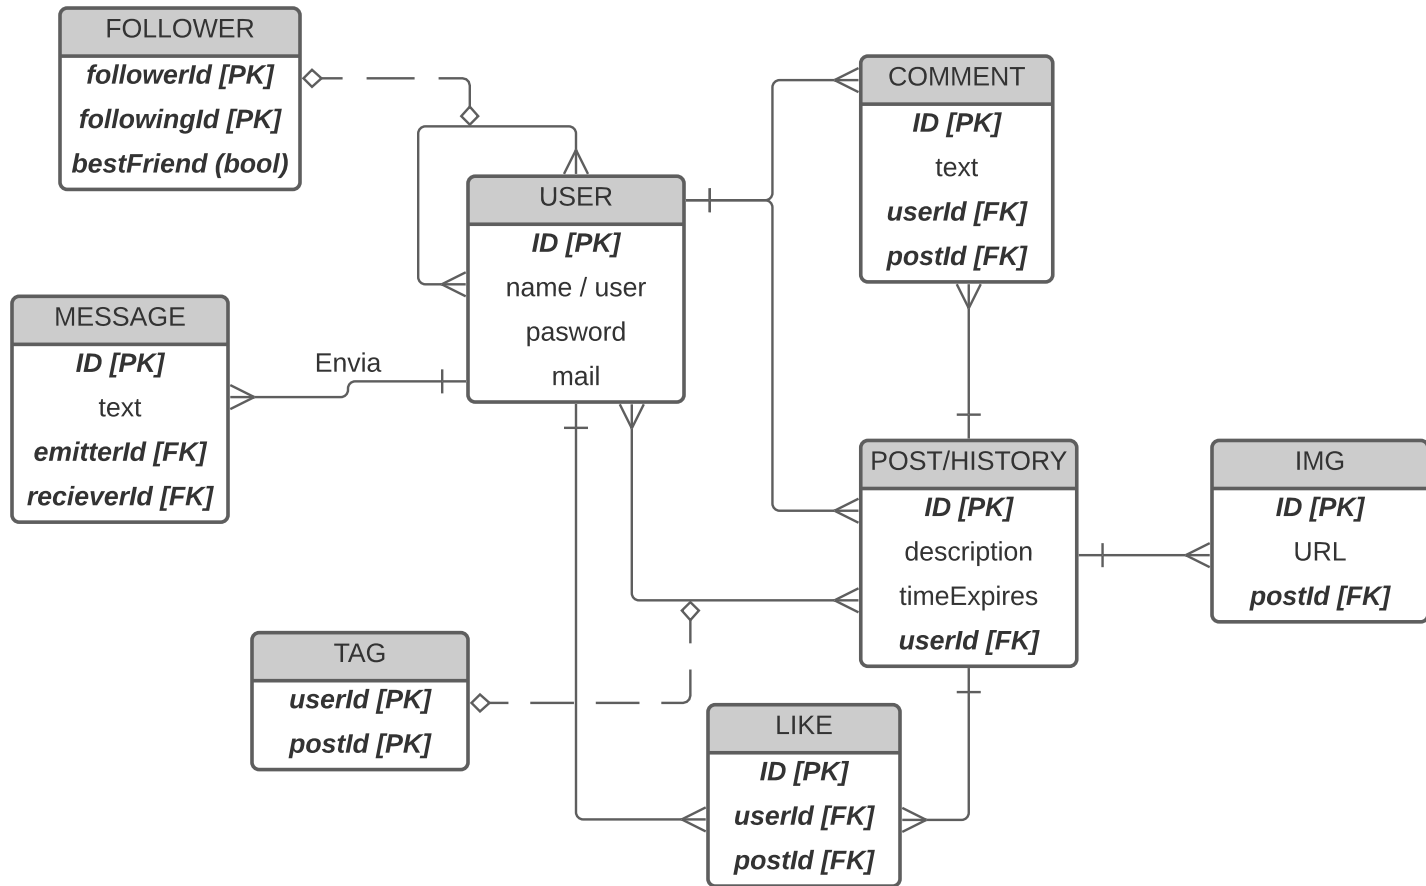 FOLLOWER
followerId [PK]
followingId [PK]
bestFriend (bool)
COMMENT
ID [PK]
text
userId [FK]
postId [FK]
USER
ID [PK]
name / user
pasword
mail
MESSAGE
ID [PK]
text
emitterId [FK]
recieverId [FK]
Envia
POST/HISTORY
ID [PK]
description
timeExpires
userId [FK]
IMG
ID [PK]
URL
postId [FK]
TAG
userId [PK]
postId [PK]
LIKE
ID [PK]
userId [FK]
postId [FK]